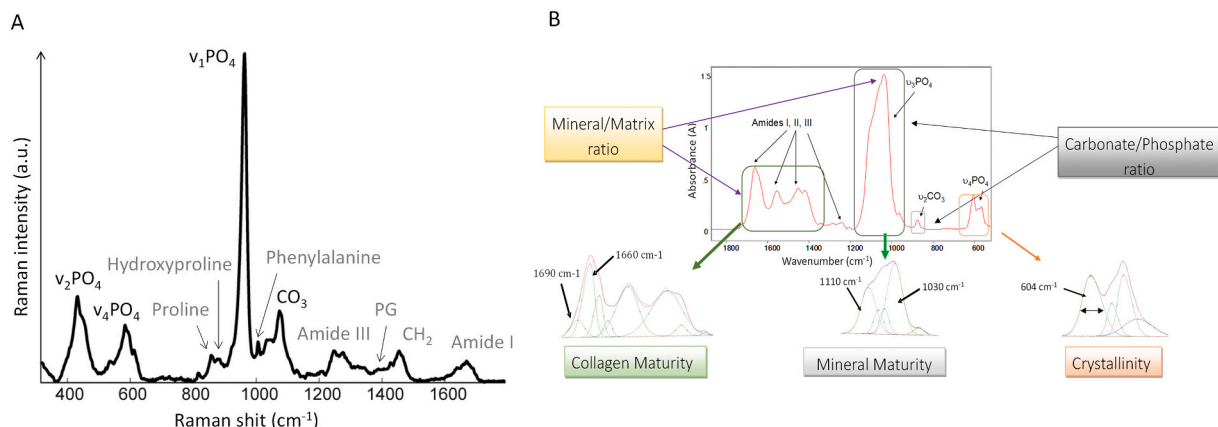 A
ν1PO4
ν2PO4
ν4PO4
Hydroxyproline
Proline
Phenylalanine
CO3
Amide III
PG
CH2
Amide I
Raman intensity (a.u.)
400
600
800
1000
1200
1400
1600
Raman shit (cm-1)
B
Mineral/Matrix
ratio
Amides I, II, III
υ3PO4
υ2CO3
υ4PO4
Carbonate/Phosphate
ratio
Absorbance (A)
1.5
1
.5
0
1800
1600
1400
1200
1000
800
600
Wavenumber (cm-1)
1690 cm-1
1660 cm-1
Collagen Maturity
1110 cm-1
1030 cm-1
Mineral Maturity
604 cm-1
Crystallinity